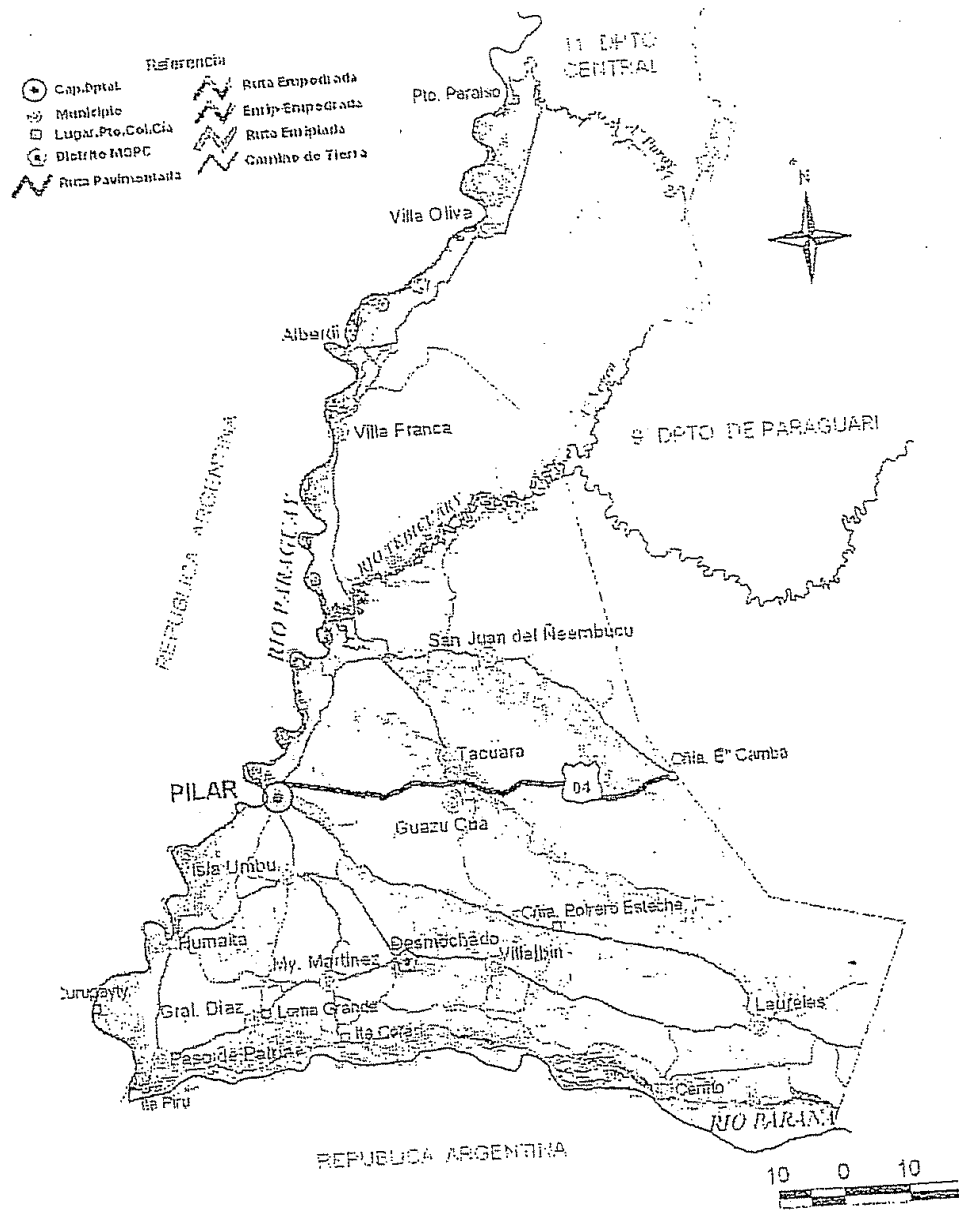 Referencia
Cap.Dptal.
Municipio
Lugar.Pto.Col.Cia
Distrito MOPC
Ruta Pavimentada
Ruta Empedrada
Enrip-Empedrada
Ruta Enripiada
Camino de Tierra
11 DPTO
CENTRAL
Pto. Paraiso
N
Villa Oliva
Alberdi
Villa Franca
9 DPTO. DE PARAGUARI
REPUBLICA ARGENTINA
RIO PARAGUAY
RIO TEBICUARY
San Juan del Ñeembucu
Tacuara
Cñia. Eº Camba
PILAR
04
Guazu Cua
Isla Umbu
Cñia. Potrero Esteche
Humaita
Desmochado
My. Martinez
Villalbin
Curupayty
Gral. Diaz
Loma Grande
Laureles
Ita Cora
Paso de Patria
Cerrito
Ita Piru
RIO PARANA
REPUBLICA ARGENTINA
10 0 10